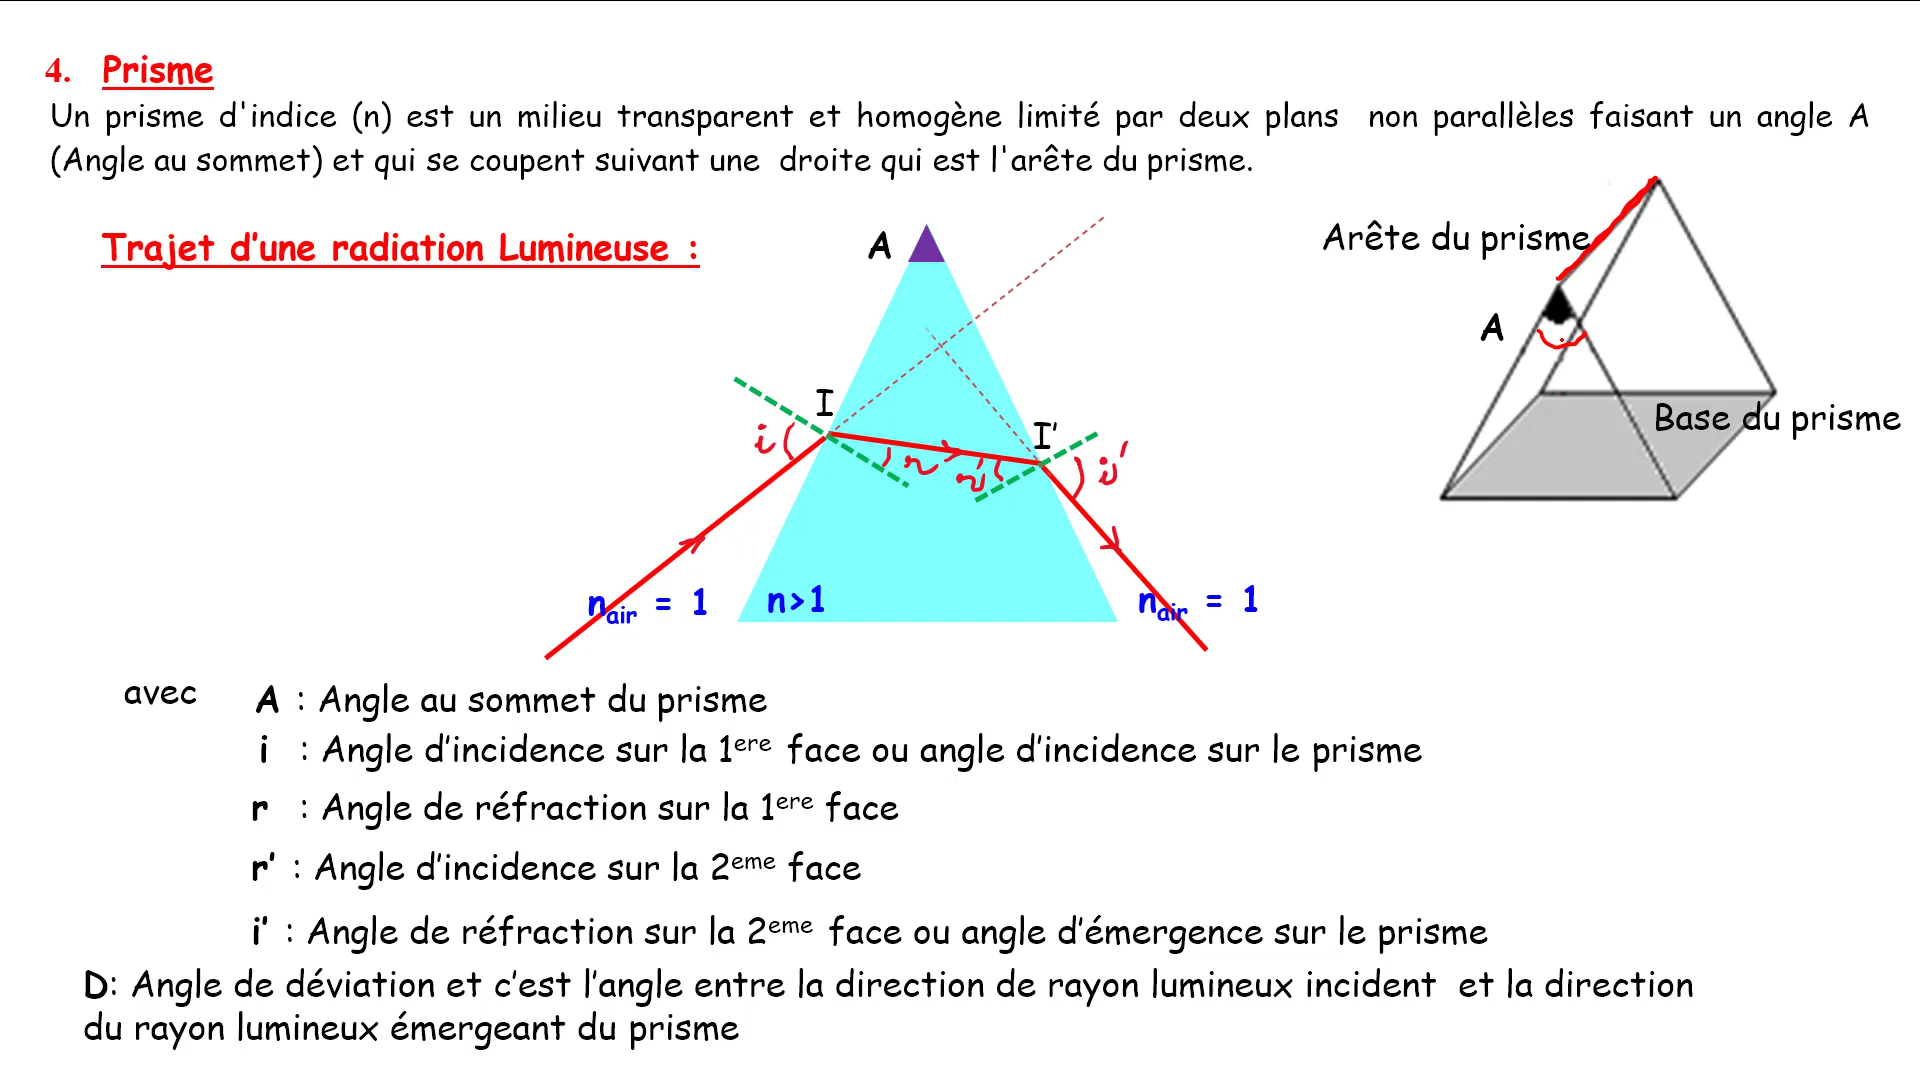 4. Prisme
Un prisme d'indice (n) est un milieu transparent et homogène limité par deux plans non parallèles faisant un angle A
(Angle au sommet) et qui se coupent suivant une droite qui est l'arête du prisme.
Trajet d’une radiation Lumineuse :
A
Arête du prisme
A
Base du prisme
I
I’
i
r
r'
i'
nair = 1
n>1
nair = 1
avec
A : Angle au sommet du prisme
i : Angle d’incidence sur la 1ere face ou angle d’incidence sur le prisme
r : Angle de réfraction sur la 1ere face
r’ : Angle d’incidence sur la 2eme face
i’ : Angle de réfraction sur la 2eme face ou angle d’émergence sur le prisme
D: Angle de déviation et c’est l’angle entre la direction de rayon lumineux incident et la direction
du rayon lumineux émergeant du prisme